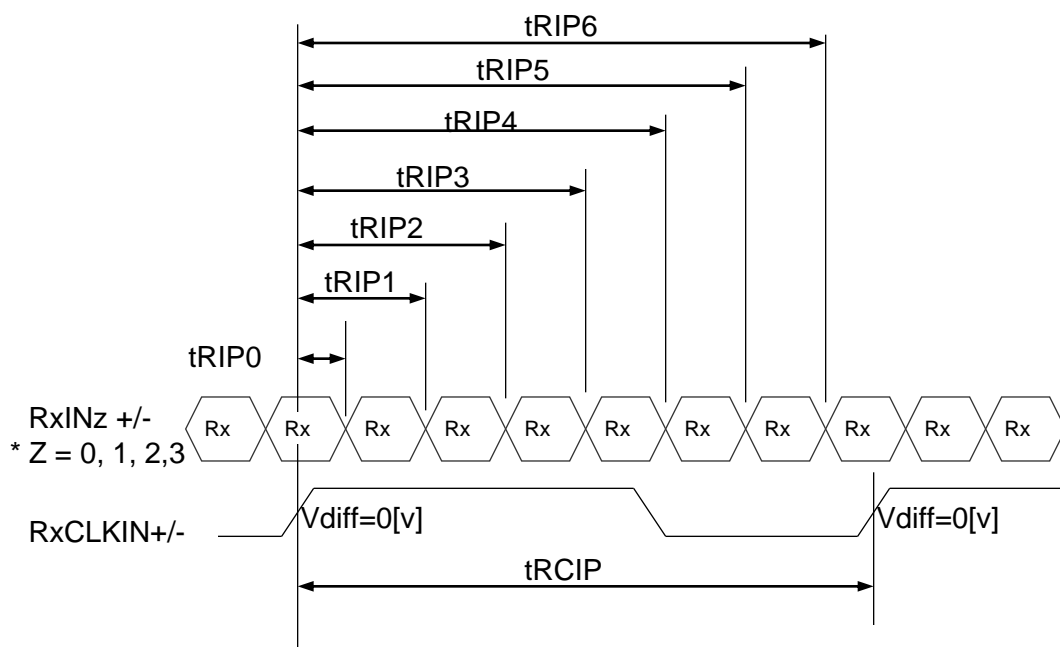 tRIP6
tRIP5
tRIP4
tRIP3
tRIP2
tRIP1
tRIP0
RxINz +/-
Rx Rx Rx Rx Rx Rx Rx Rx Rx Rx Rx
* Z = 0, 1, 2,3
RxCLKIN+/-
Vdiff=0[v] Vdiff=0[v]
tRCIP